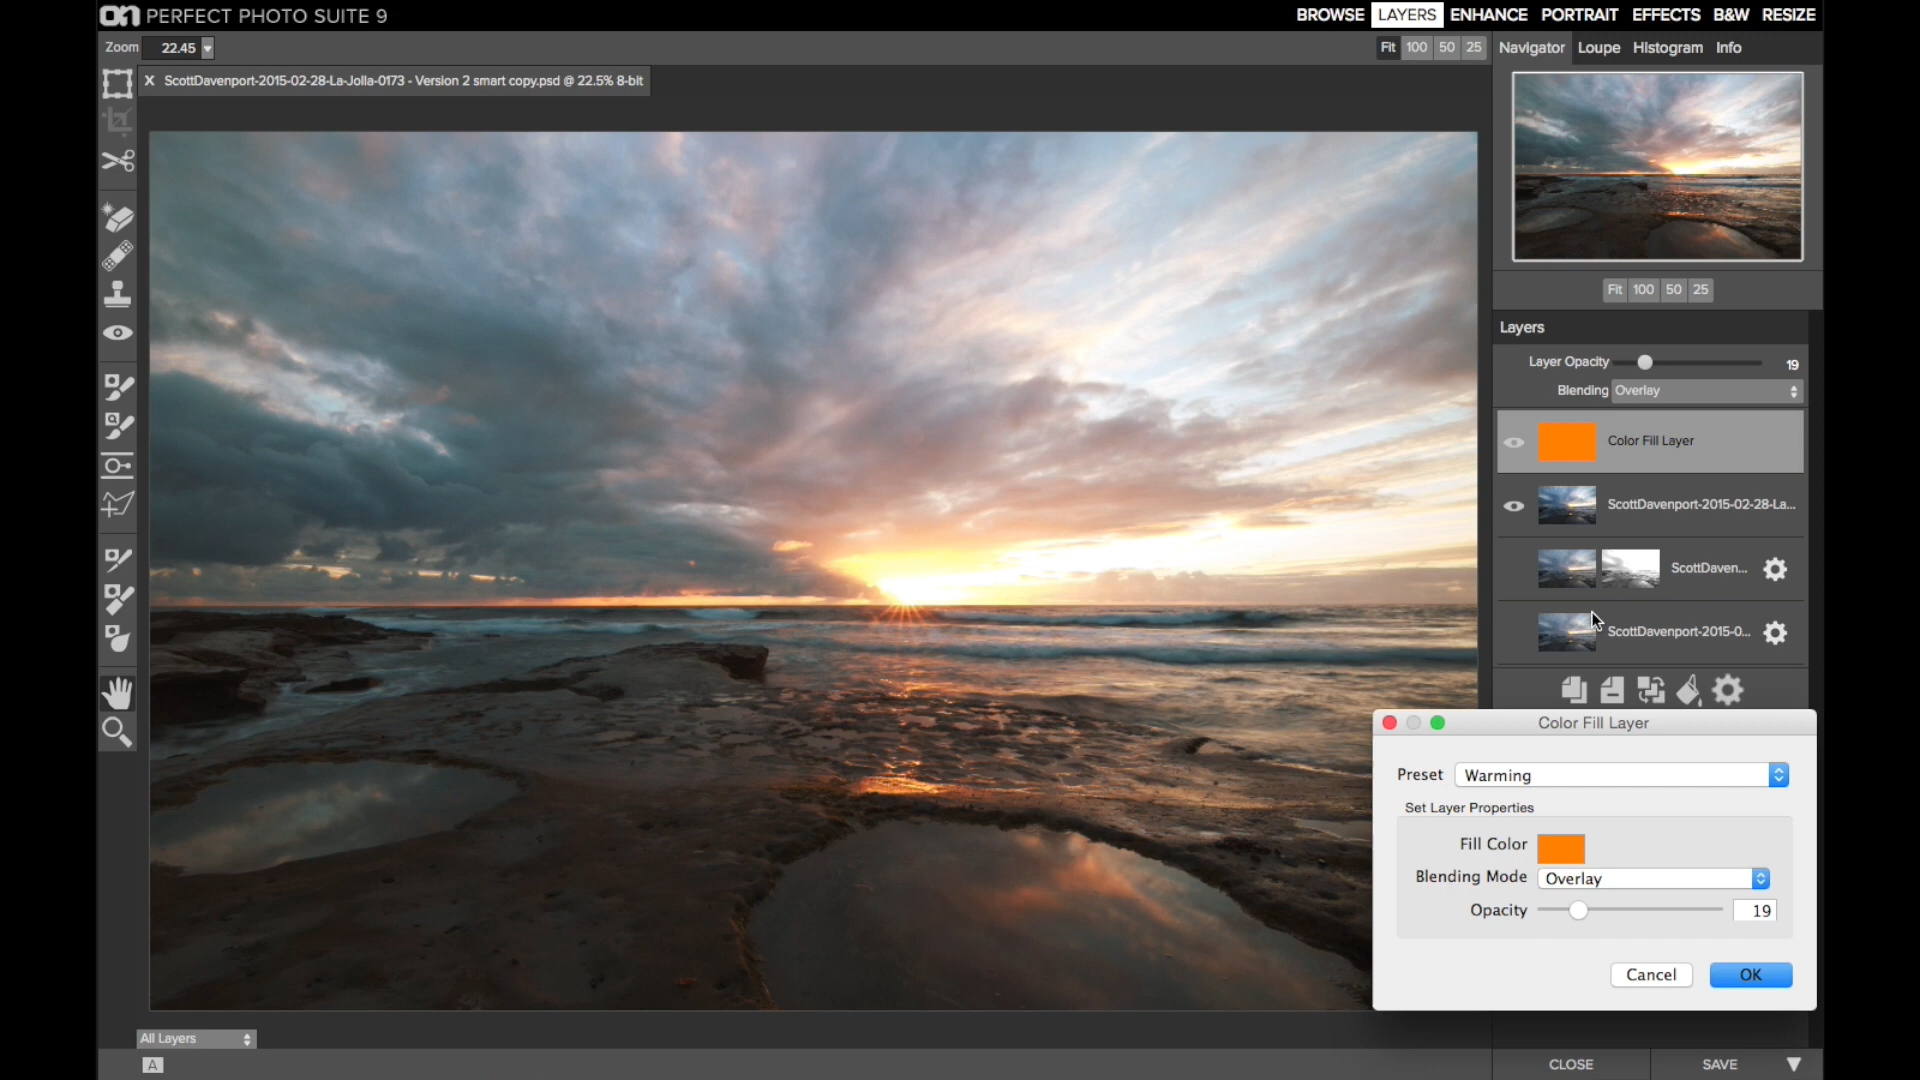 on PERFECT PHOTO SUITE 9
BROWSE LAYERS ENHANCE PORTRAIT EFFECTS B&W RESIZE
Zoom 22.45
Fit 100 50 25
Navigator Loupe Histogram Info
X ScottDavenport-2015-02-28-La-Jolla-0173 - Version 2 smart copy.psd @ 22.5% 8-bit
Fit 100 50 25
Layers
Layer Opacity 19
Blending Overlay
Color Fill Layer
ScottDavenport-2015-02-28-La...
ScottDaven...
ScottDavenport-2015-0...
Color Fill Layer
Preset Warming
Set Layer Properties
Fill Color
Blending Mode Overlay
Opacity 19
Cancel OK
All Layers
A
CLOSE SAVE